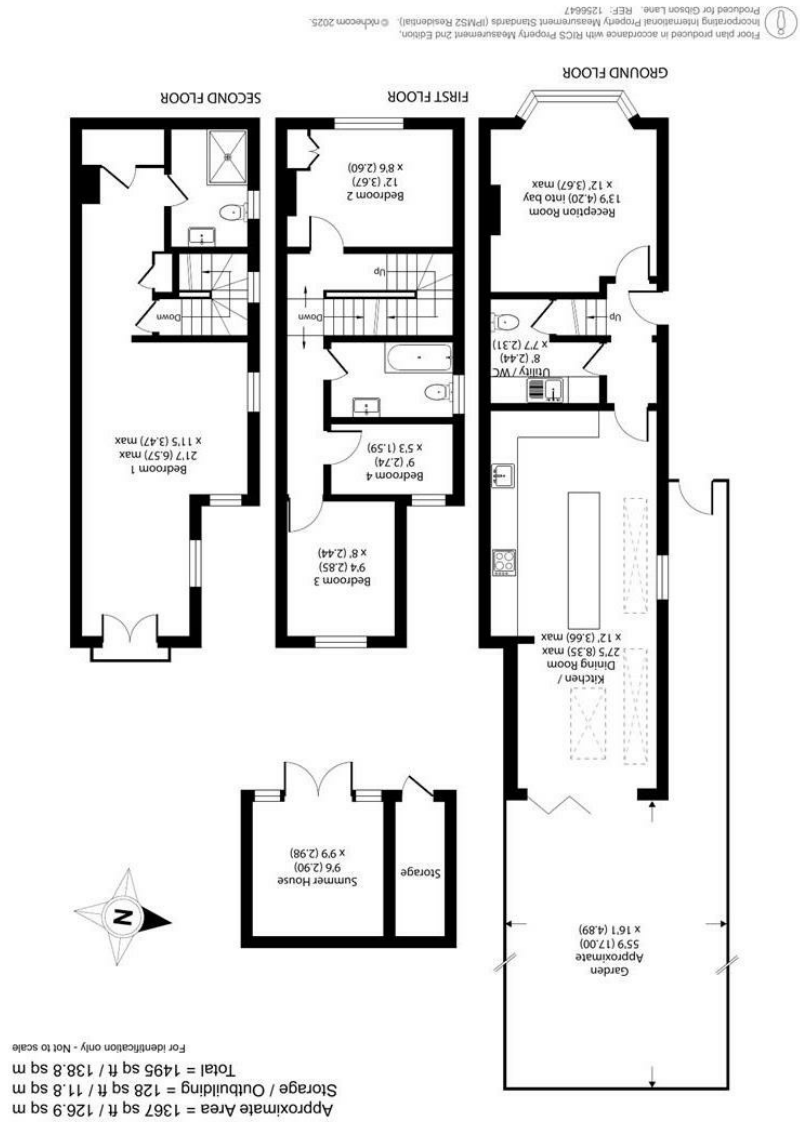 Approximate Area = 1367 sq ft / 126.9 sq m
Storage / Outbuilding = 128 sq ft / 11.8 sq m
Total = 1495 sq ft / 138.8 sq m
For identification only - Not to scale
Garden
Approximate
55'9 (17.00)
x 16'1 (4.89)
N
Storage
Summer House
9'6 (2.90)
x 9'9 (2.98)
Kitchen /
Dining Room
27'5 (8.35) max
x 12' (3.66) max
Bedroom 3
9'4 (2.85)
x 8' (2.44)
Bedroom 4
9' (2.74)
x 5'3 (1.59)
Bedroom 1
21'7 (6.57) max
x 11'5 (3.47) max
Utility / WC
8' (2.44)
x 7'7 (2.31)
Up
Down
Down
Up
Reception Room
13'9 (4.20) into bay
x 12' (3.67) max
Bedroom 2
12' (3.67)
x 8'6 (2.60)
GROUND FLOOR
FIRST FLOOR
SECOND FLOOR
Floor plan produced in accordance with RICS Property Measurement 2nd Edition,
Incorporating International Property Measurement Standards (IPMS2 Residential). © nichecom 2025.
Produced for Gibson Lane. REF: 1256647